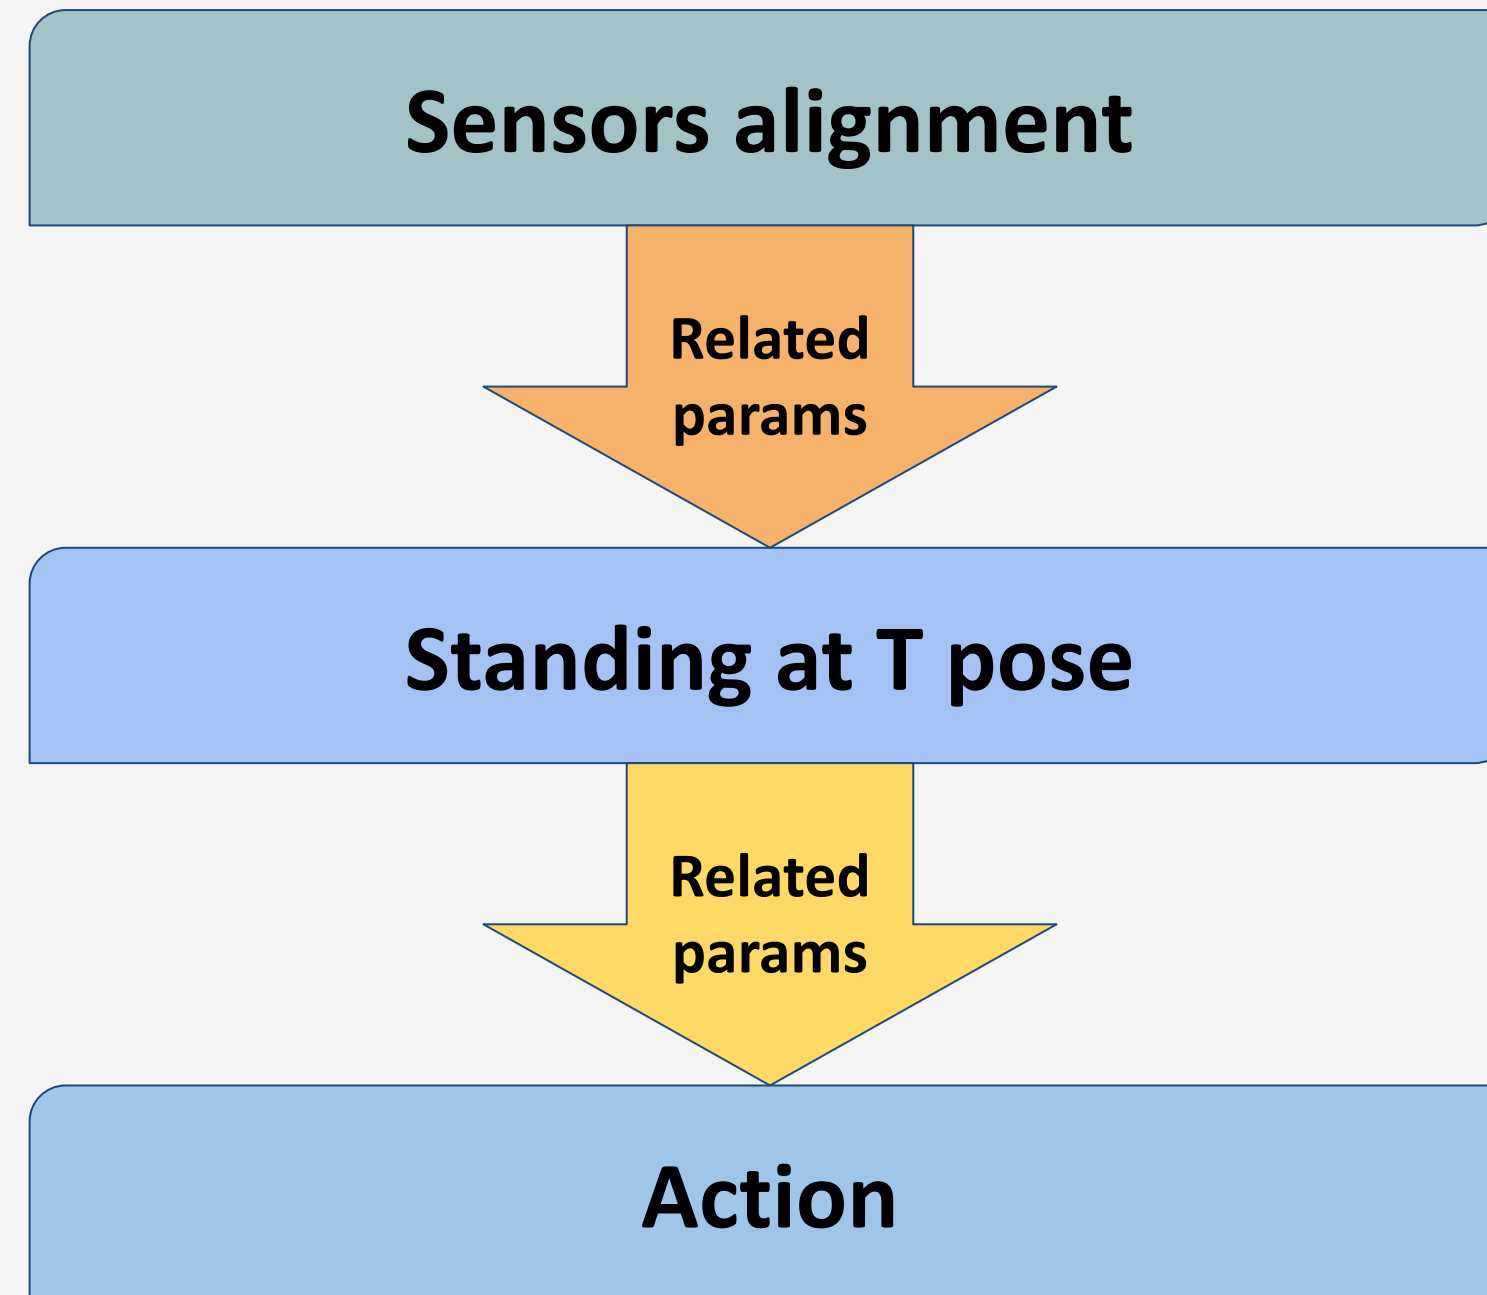 Sensors alignment
Related
params
Standing at T pose
Related
params
Action